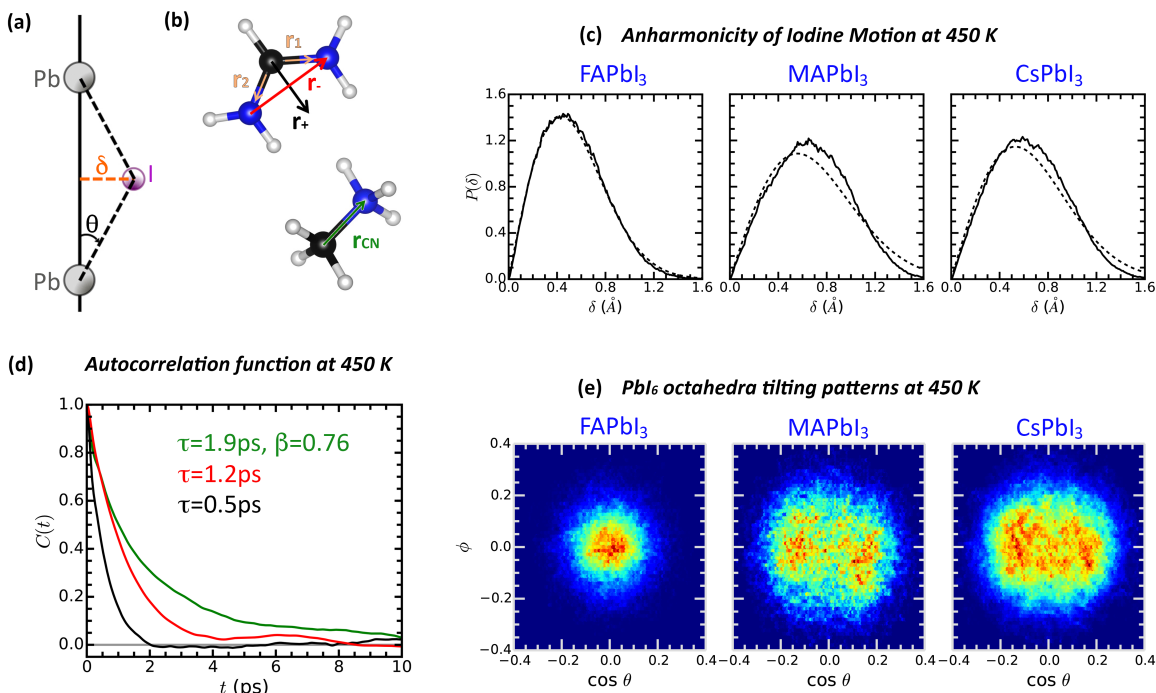 (a)
Pb
δ
I
θ
Pb
(b)
r₁
r₂
r-
r+
rCN
(c) Anharmonicity of Iodine Motion at 450 K
FAPbI₃ MAPbI₃ CsPbI₃
P(δ)
1.6
1.2
0.8
0.4
0.0
0.0 0.4 0.8 1.2 1.6 0.0 0.4 0.8 1.2 1.6 0.0 0.4 0.8 1.2 1.6
δ (Å) δ (Å) δ (Å)
(d) Autocorrelation function at 450 K
C(t)
1.0
0.8
0.6
0.4
0.2
0.0
τ=1.9ps, β=0.76
τ=1.2ps
τ=0.5ps
0 2 4 6 8 10
t (ps)
(e) PbI₆ octahedra tilting patterns at 450 K
FAPbI₃ MAPbI₃ CsPbI₃
ϕ
0.4
0.2
0.0
−0.2
−0.4
−0.4 −0.2 0.0 0.2 0.4 −0.4 −0.2 0.0 0.2 0.4 −0.4 −0.2 0.0 0.2 0.4
cos θ cos θ cos θ